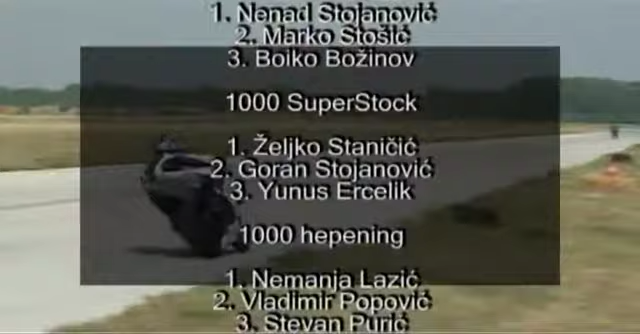 1. Nenad Stojanović
2. Marko Stošić
3. Boiko Božinov
1000 SuperStock
1. Željko Staničić
2. Goran Stojanović
3. Yunus Ercelik
1000 hepening
1. Nemanja Lazić
2. Vladimir Popović
3. Stevan Purić